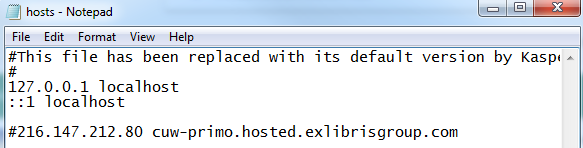 hosts - Notepad
File Edit Format View Help
#This file has been replaced with its default version by Kaspe
#
127.0.0.1 localhost
::1 localhost
#216.147.212.80 cuw-primo.hosted.exlibrisgroup.com